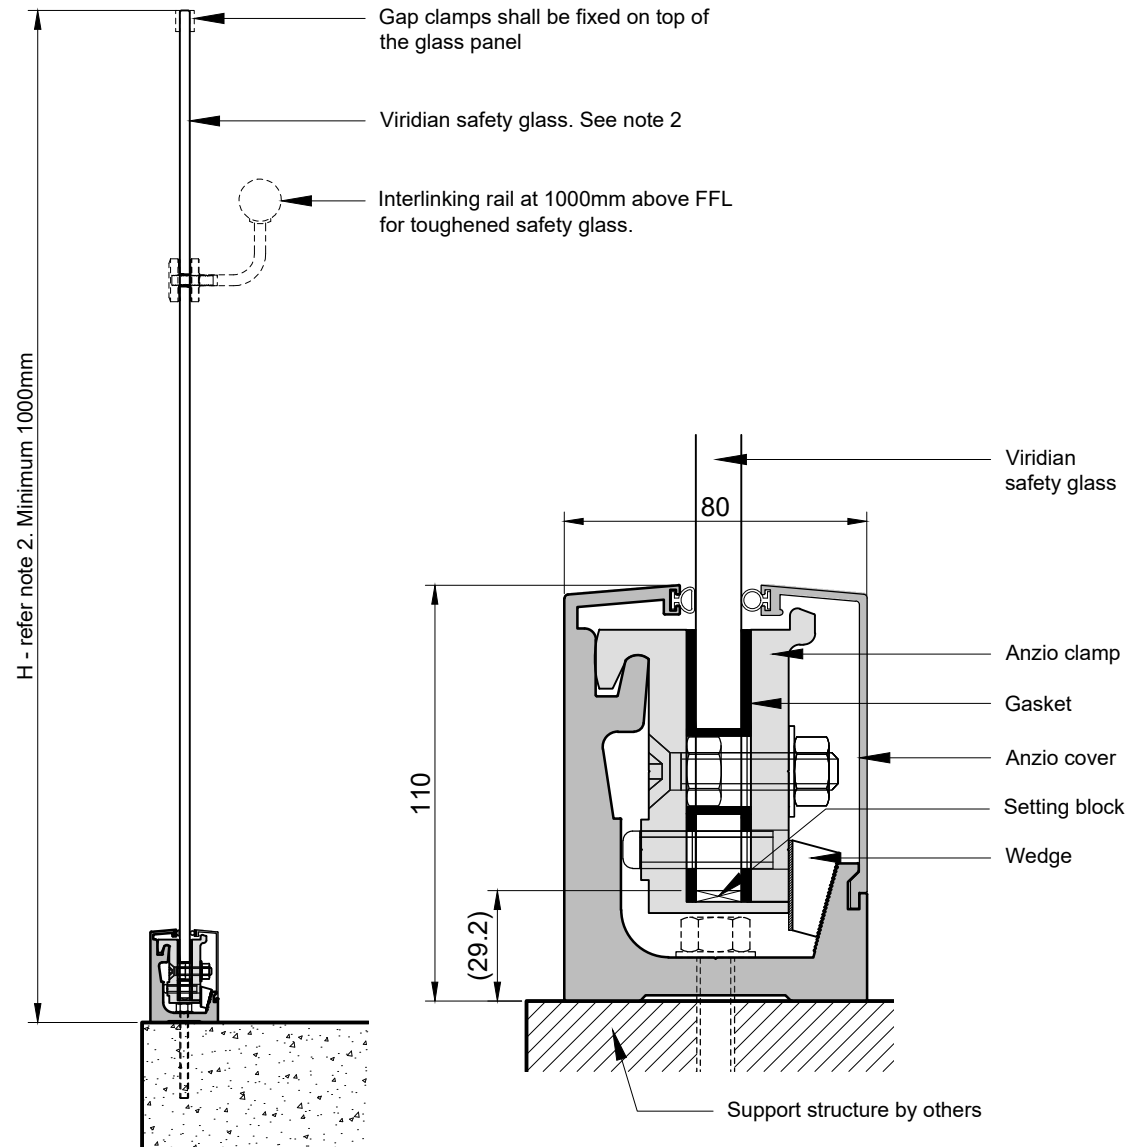 Gap clamps shall be fixed on top of
the glass panel
Viridian safety glass. See note 2
Interlinking rail at 1000mm above FFL
for toughened safety glass.
H - refer note 2. Minimum 1000mm
Viridian
safety glass
80
Anzio clamp
Gasket
Anzio cover
110
Setting block
Wedge
(29.2)
Support structure by others